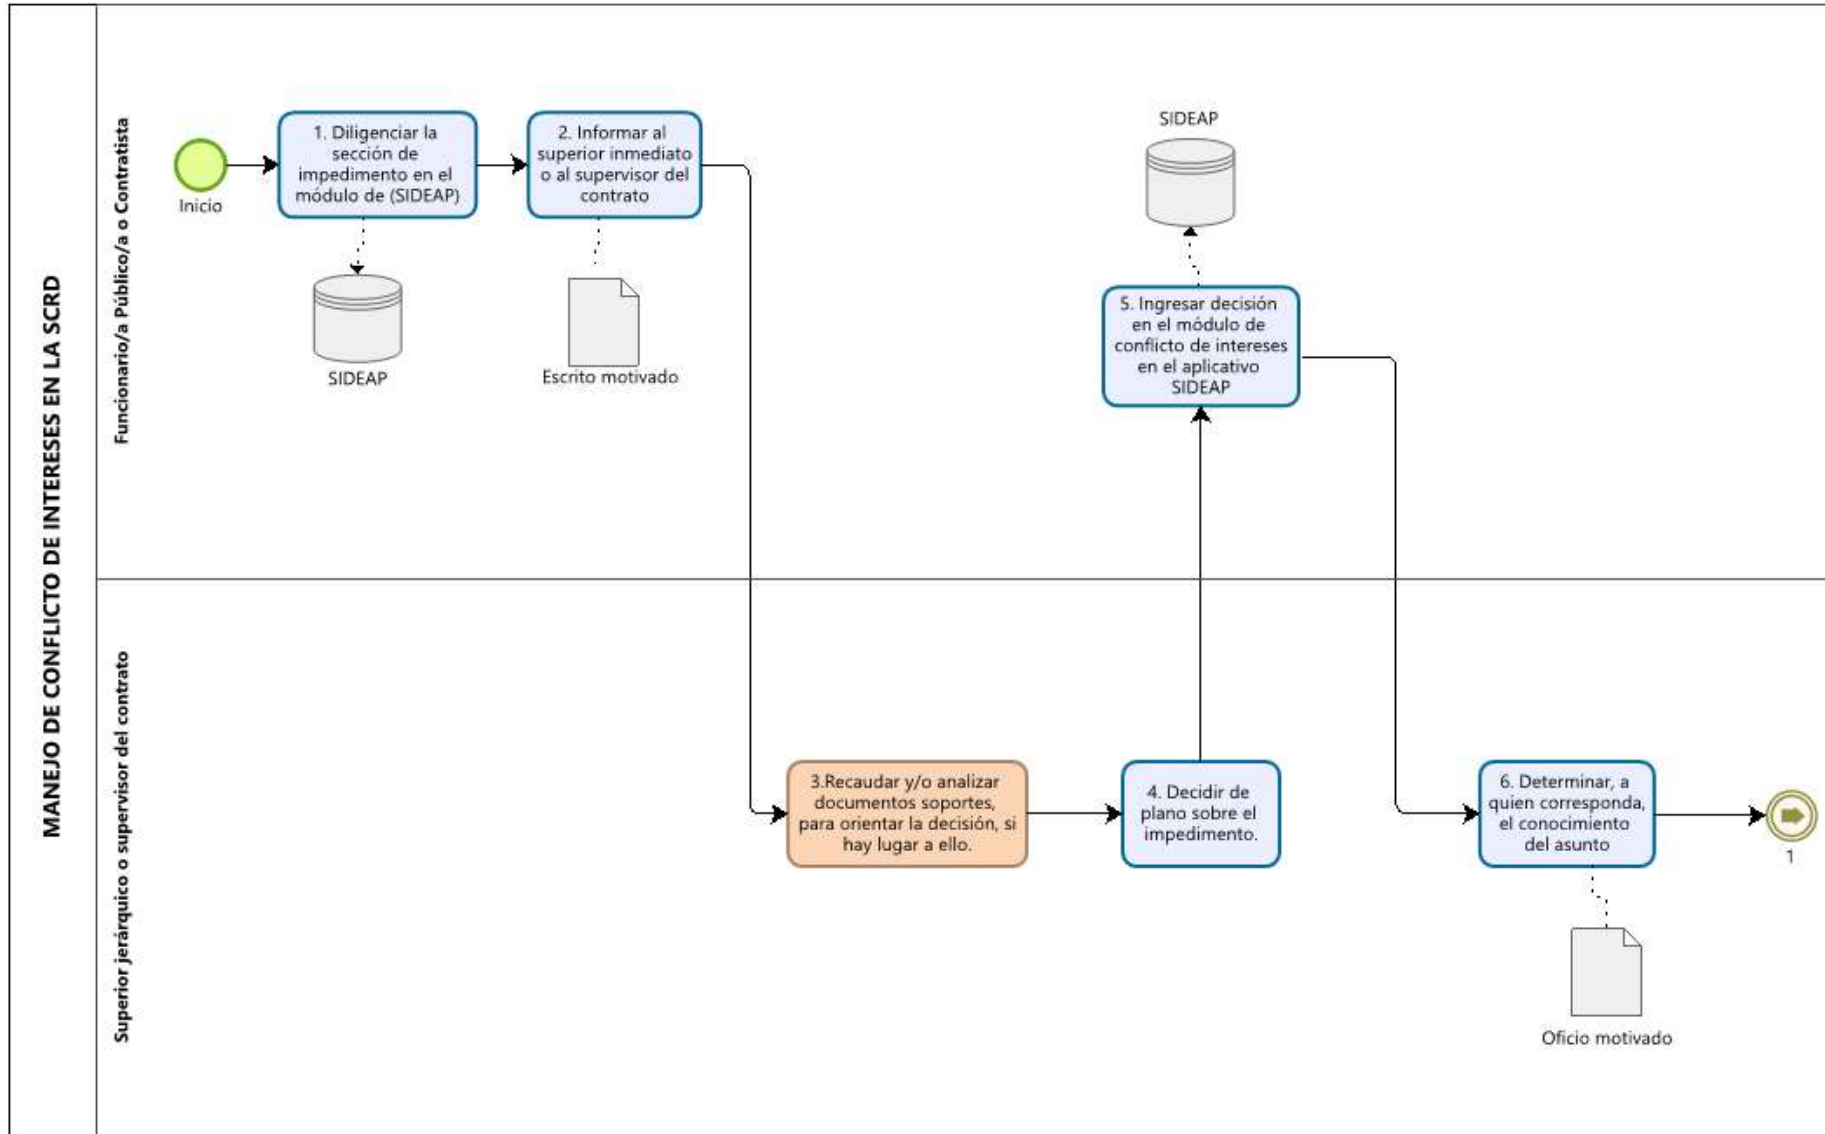 MANEJO DE CONFLICTO DE INTERESES EN LA SCRD
Funcionario/a Público/a o Contratista
Inicio
1. Diligenciar la
sección de
impedimento en el
módulo de (SIDEAP)
SIDEAP
2. Informar al
superior inmediato
o al supervisor del
contrato
Escrito motivado
SIDEAP
5. Ingresar decisión
en el módulo de
conflicto de intereses
en el aplicativo
SIDEAP
Superior jerárquico o supervisor del contrato
3.Recaudar y/o analizar
documentos soportes,
para orientar la decisión, si
hay lugar a ello.
4. Decidir de
plano sobre el
impedimento.
6. Determinar, a
quien corresponda,
el conocimiento
del asunto
1
Oficio motivado